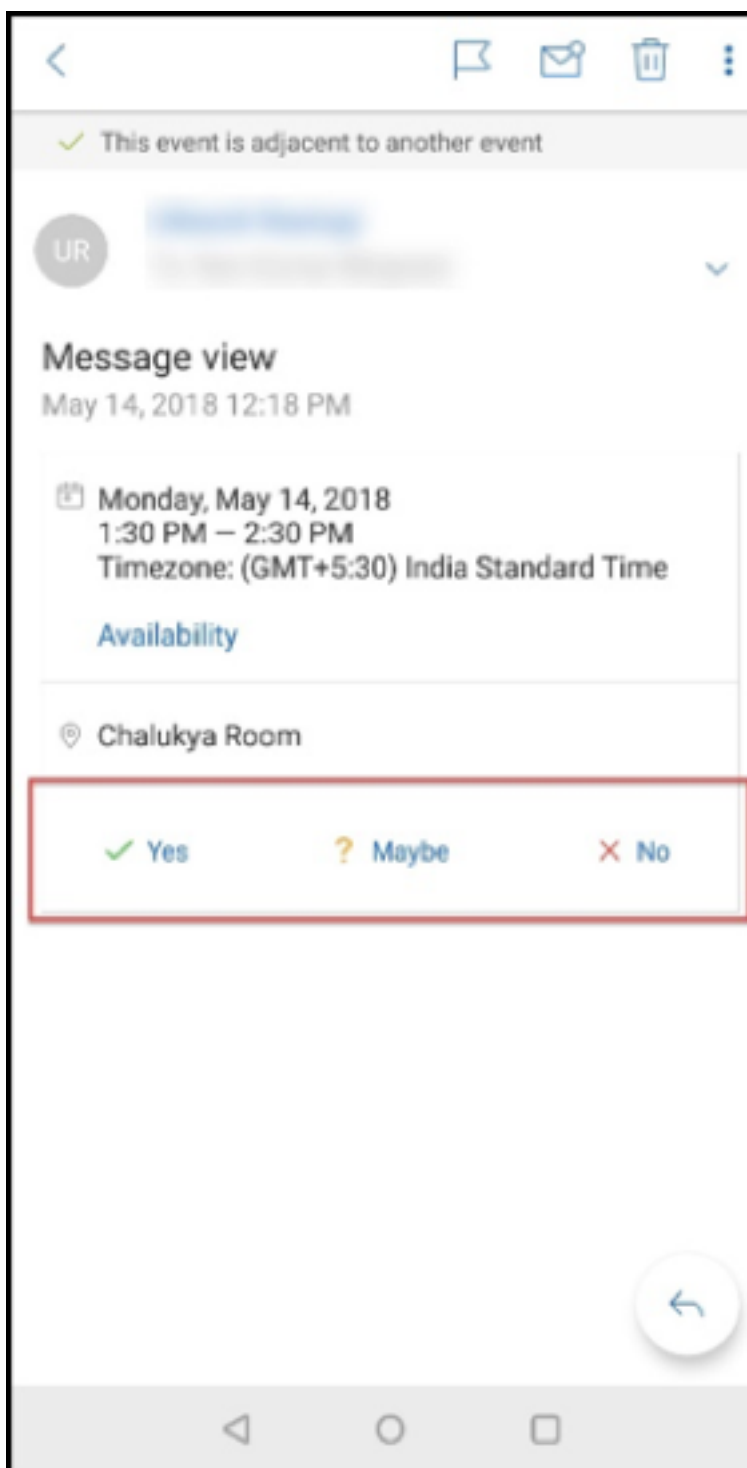 This event is adjacent to another event
UR
Message view
May 14, 2018 12:18 PM
Monday, May 14, 2018
1:30 PM — 2:30 PM
Timezone: (GMT+5:30) India Standard Time
Availability
Chalukya Room
Yes ? Maybe No